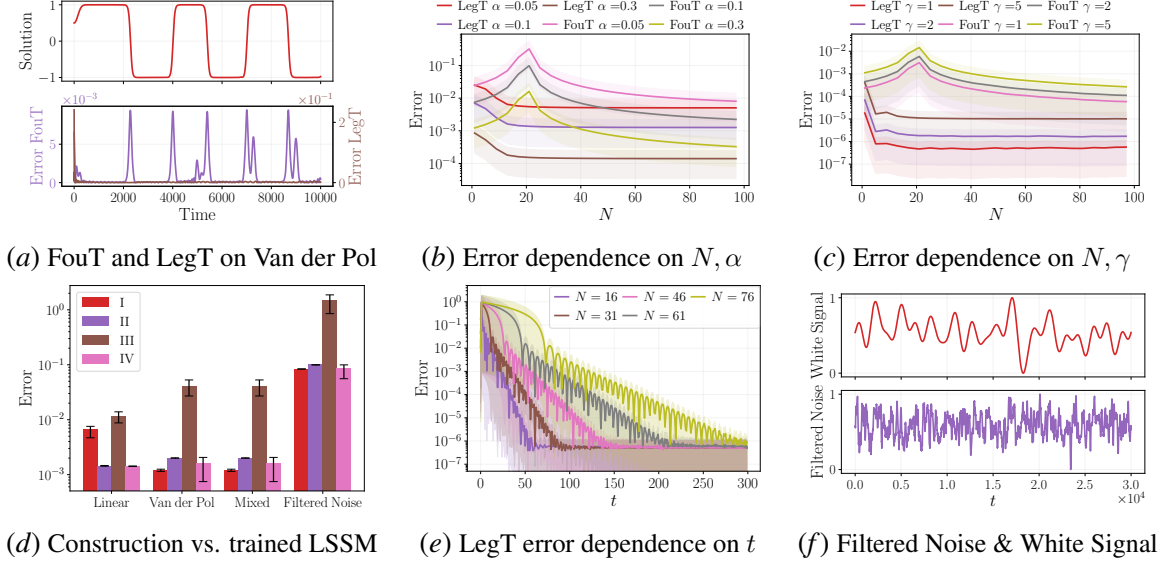 Solution
1
0
−1
×10⁻³
×10⁻¹
Error FouT
5
0
2
0
Error LegT
0 2000 4000 6000 8000 10000
Time
(a) FouT and LegT on Van der Pol
LegT α =0.05 LegT α =0.3 FouT α =0.1
LegT α =0.1 FouT α =0.05 FouT α =0.3
Error
10⁻¹
10⁻²
10⁻³
10⁻⁴
0 20 40 60 80 100
N
(b) Error dependence on N, α
LegT γ =1 LegT γ =5 FouT γ =2
LegT γ =2 FouT γ =1 FouT γ =5
Error
10⁻²
10⁻³
10⁻⁴
10⁻⁵
10⁻⁶
10⁻⁷
0 20 40 60 80 100
N
(c) Error dependence on N, γ
Error
10⁰
10⁻¹
10⁻²
10⁻³
I
II
III
IV
Linear Van der Pol Mixed Filtered Noise
(d) Construction vs. trained LSSM
N = 16 N = 46 N = 76
N = 31 N = 61
Error
10⁰
10⁻¹
10⁻²
10⁻³
10⁻⁴
10⁻⁵
10⁻⁶
10⁻⁷
0 50 100 150 200 250 300
t
(e) LegT error dependence on t
White Signal
1
0
Filtered Noise
1
0
0.0 0.5 1.0 1.5 2.0 2.5 3.0
t
×10⁴
(f) Filtered Noise & White Signal